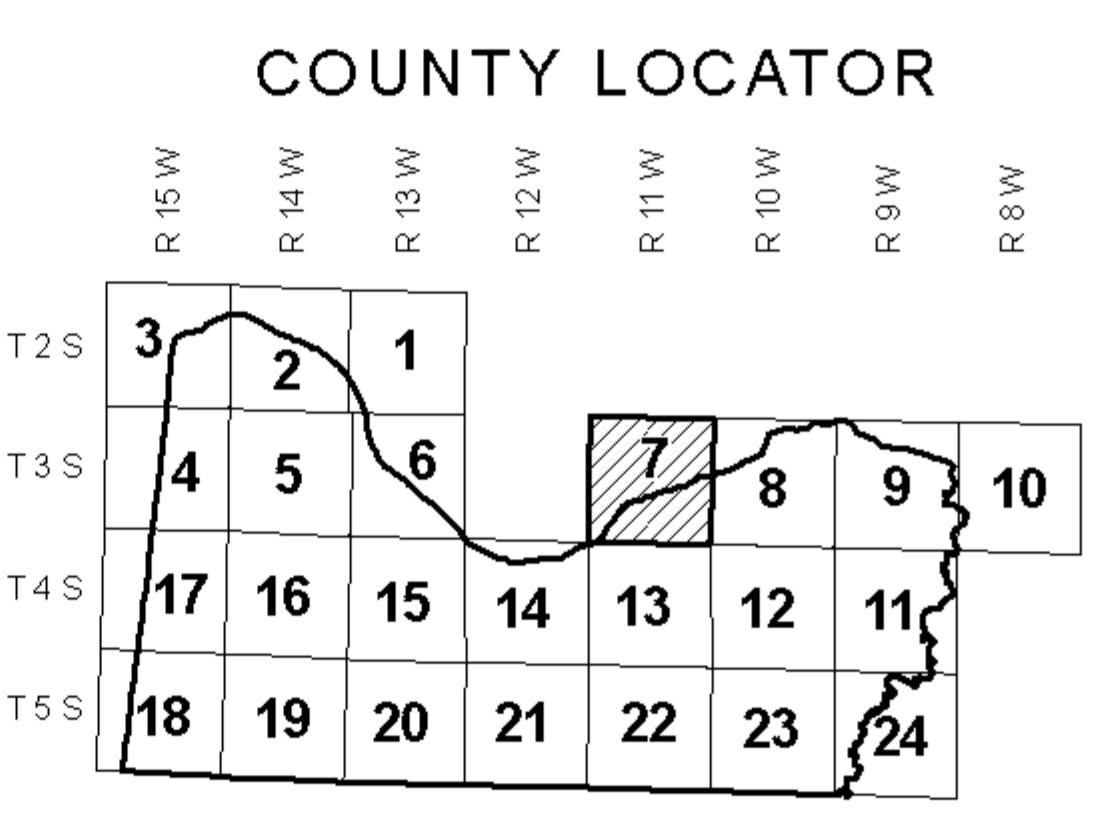 COUNTY LOCATOR
R 15 W R 14 W R 13 W R 12 W R 11 W R 10 W R 9 W R 8 W
T 2 S 3 2 1
T 3 S 4 5 6 7 8 9 10
T 4 S 17 16 15 14 13 12 11
T 5 S 18 19 20 21 22 23 24